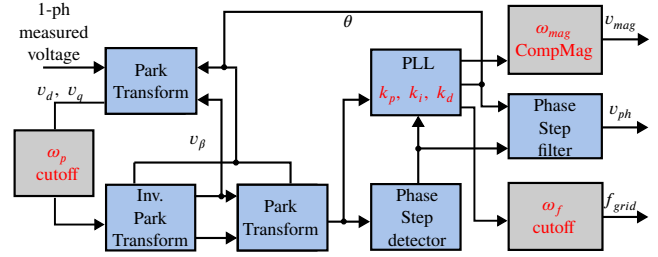 1-ph
measured
voltage
θ
Park
Transform
v_d, v_q
ω_p
cutoff
v_β
Inv.
Park
Transform
Park
Transform
PLL
k_p, k_i, k_d
Phase
Step
detector
ω_mag
CompMag
v_mag
Phase
Step
filter
v_ph
ω_f
cutoff
f_grid